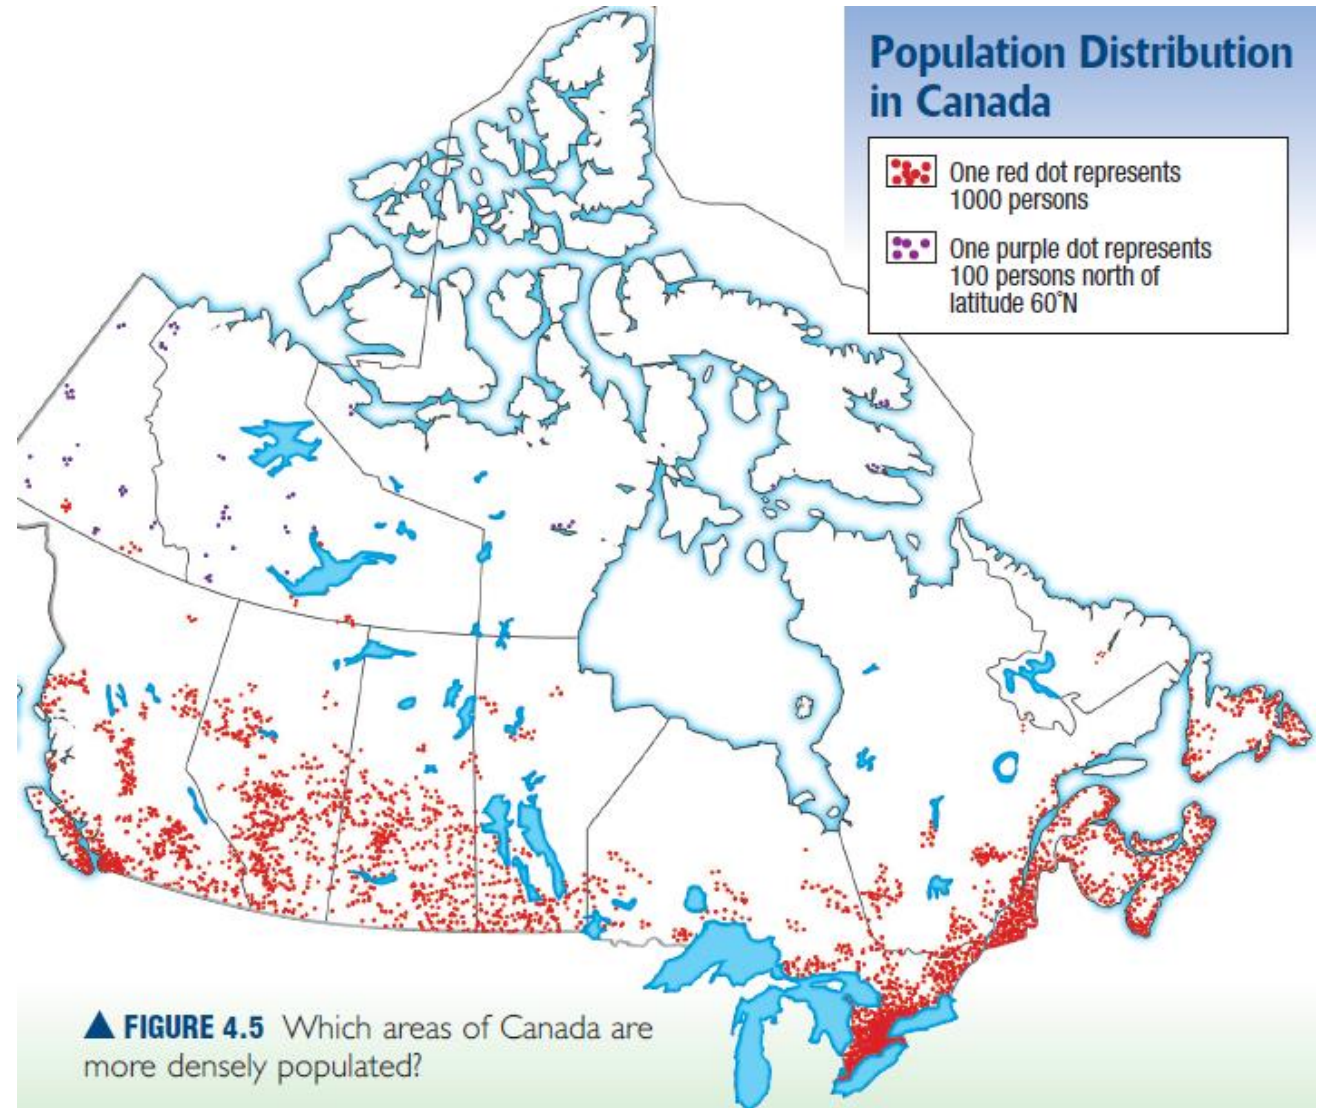 Population Distribution
in Canada
One red dot represents
1000 persons
One purple dot represents
100 persons north of
latitude 60˚N
▲ FIGURE 4.5 Which areas of Canada are
more densely populated?